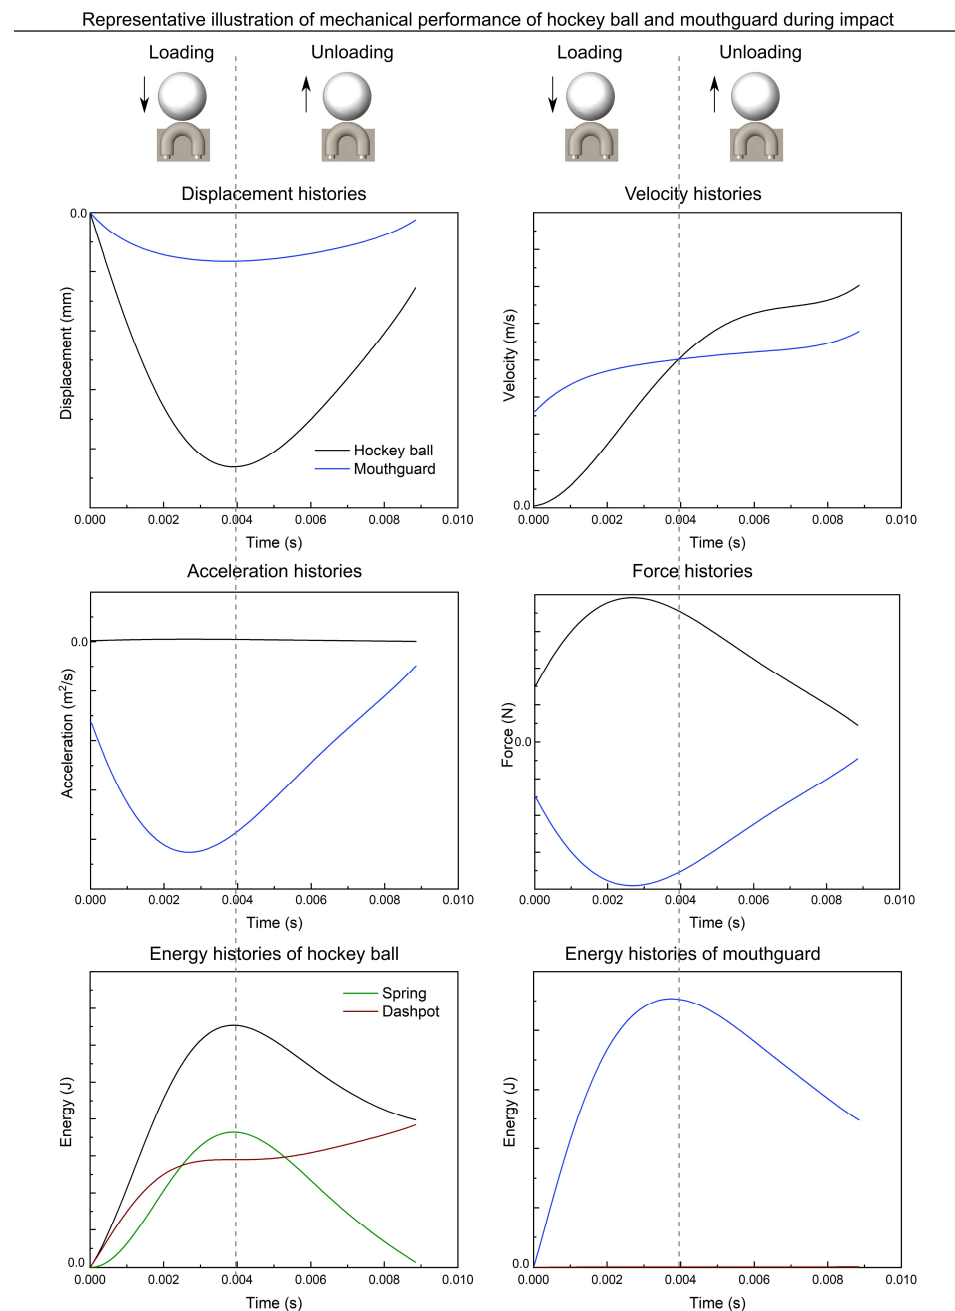 Representative illustration of mechanical performance of hockey ball and mouthguard during impact
Loading Unloading Loading Unloading
Displacement histories
0.0
Displacement (mm)
Hockey ball
Mouthguard
0.000 0.002 0.004 0.006 0.008 0.010
Time (s)
Velocity histories
Velocity (m/s)
0.0
0.000 0.002 0.004 0.006 0.008 0.010
Time (s)
Acceleration histories
0.0
Acceleration (m²/s)
0.000 0.002 0.004 0.006 0.008 0.010
Time (s)
Force histories
Force (N)
0.0
0.000 0.002 0.004 0.006 0.008 0.010
Time (s)
Energy histories of hockey ball
Spring
Dashpot
Energy (J)
0.0
0.000 0.002 0.004 0.006 0.008 0.010
Time (s)
Energy histories of mouthguard
Energy (J)
0.0
0.000 0.002 0.004 0.006 0.008 0.010
Time (s)